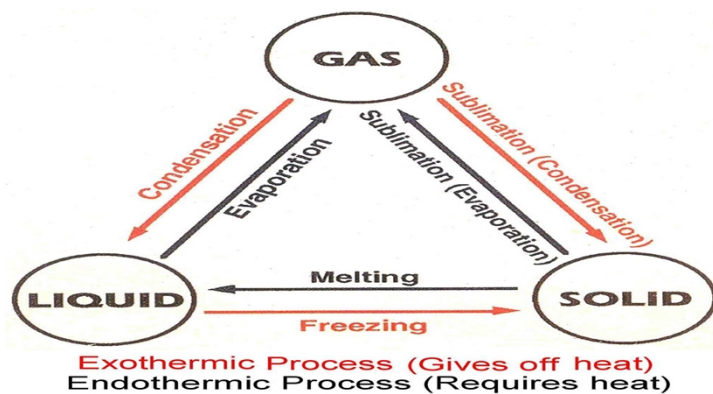 GAS
Condensation
Evaporation
Sublimation (Evaporation)
Sublimation (Condensation)
LIQUID
Melting
SOLID
Freezing
Exothermic Process (Gives off heat)
Endothermic Process (Requires heat)